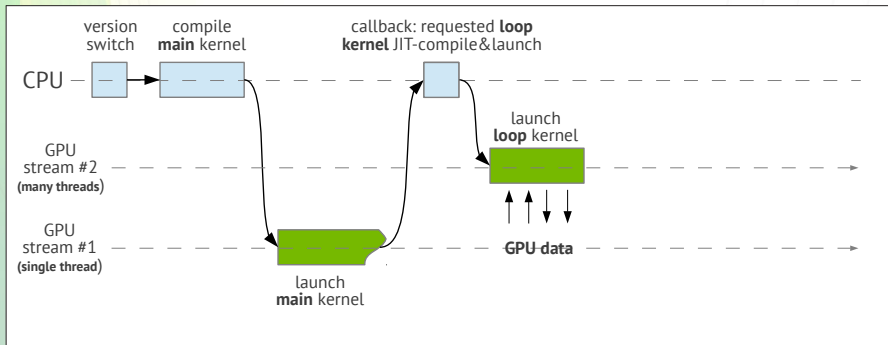 version
switch
compile
main kernel
callback: requested loop
kernel JIT-compile&launch
CPU
launch
loop kernel
GPU
stream #2
(many threads)
GPU data
GPU
stream #1
(single thread)
launch
main kernel